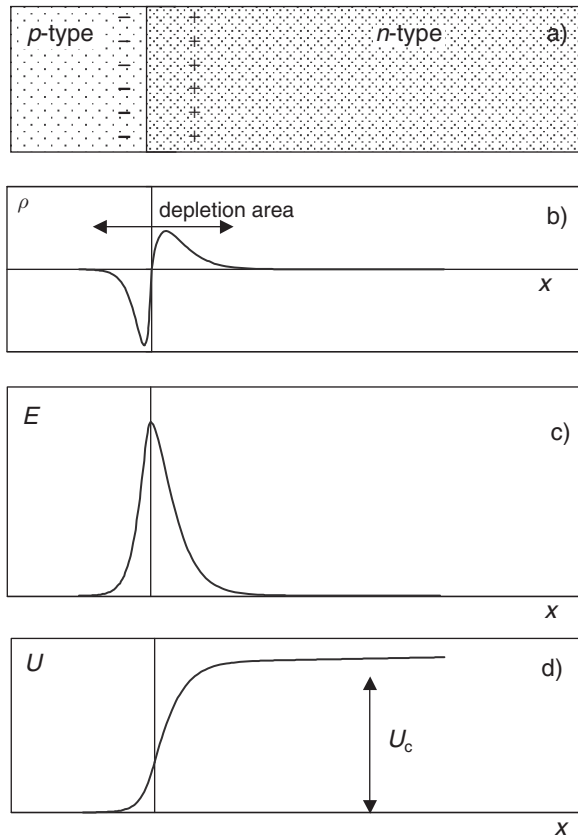 p-type n-type a)
− +
− +
− +
− +
− +
− +
ρ depletion area b)
x
E c)
x
U d)
U_c
x